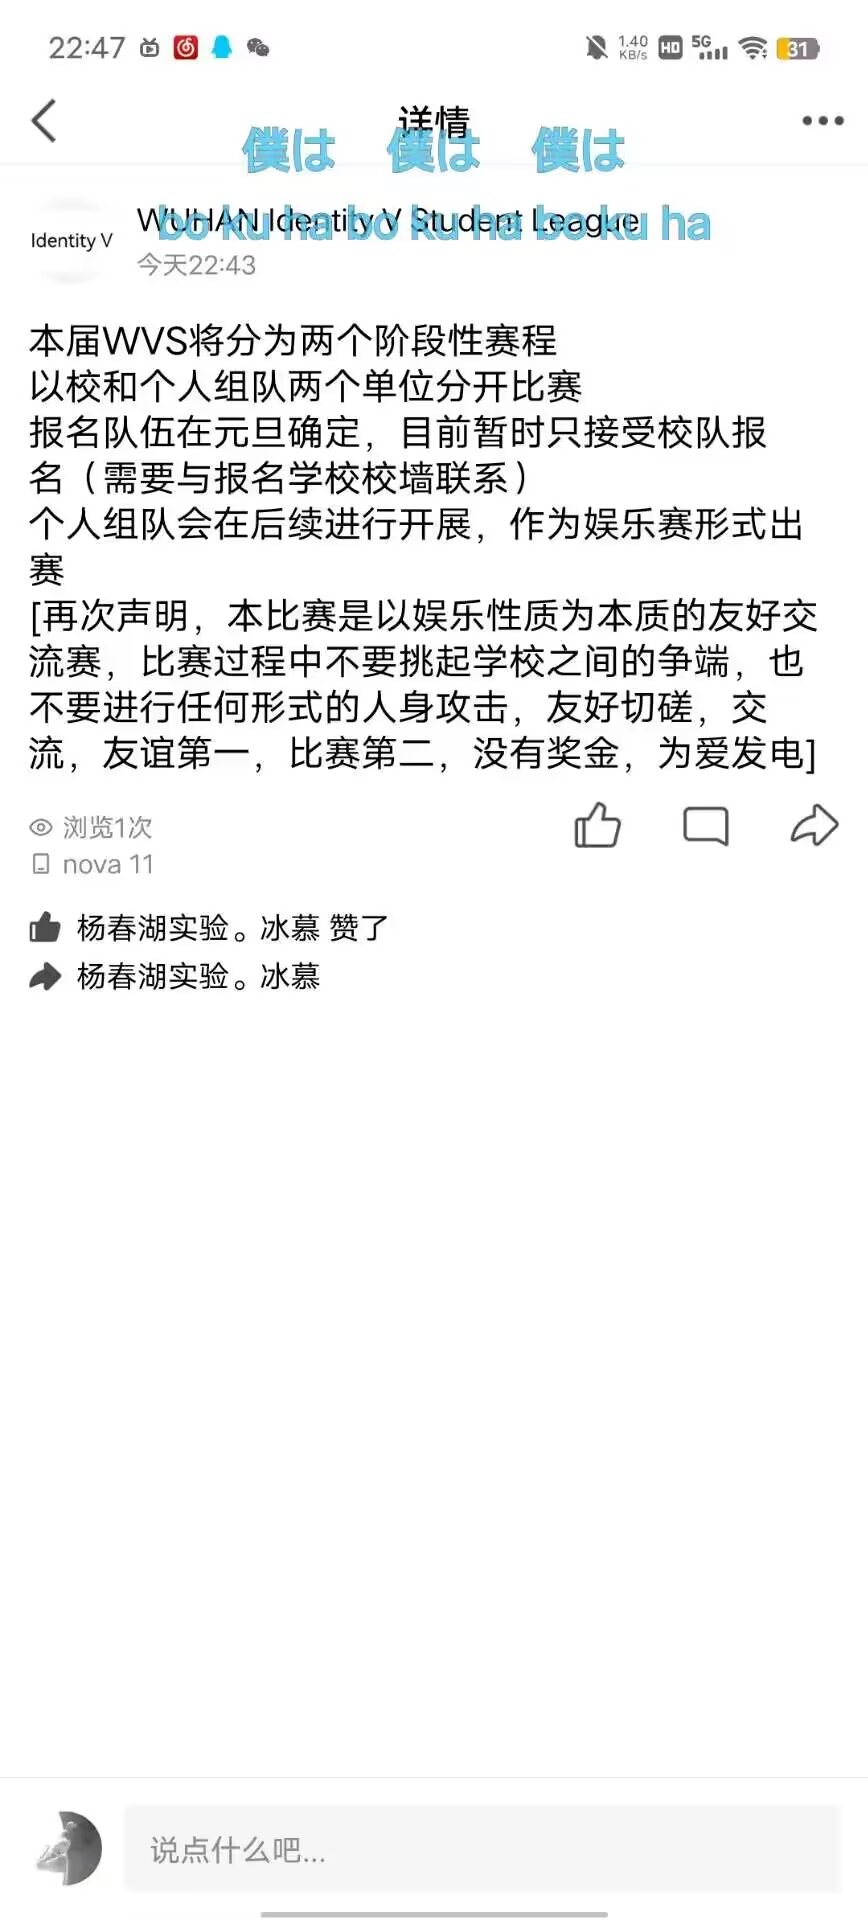 22:47
1.40 KB/s HD 5G 31
详情
僕は 僕は 僕は
Identity V
WUHAN Identity V Student League
bo ku ha bo ku ha bo ku ha
今天22:43
本届WVS将分为两个阶段性赛程
以校和个人组队两个单位分开比赛
报名队伍在元旦确定，目前暂时只接受校队报
名（需要与报名学校校墙联系）
个人组队会在后续进行开展，作为娱乐赛形式出
赛
[再次声明，本比赛是以娱乐性质为本质的友好交
流赛，比赛过程中不要挑起学校之间的争端，也
不要进行任何形式的人身攻击，友好切磋，交
流，友谊第一，比赛第二，没有奖金，为爱发电]
浏览1次
nova 11
杨春湖实验。冰慕 赞了
杨春湖实验。冰慕
说点什么吧...